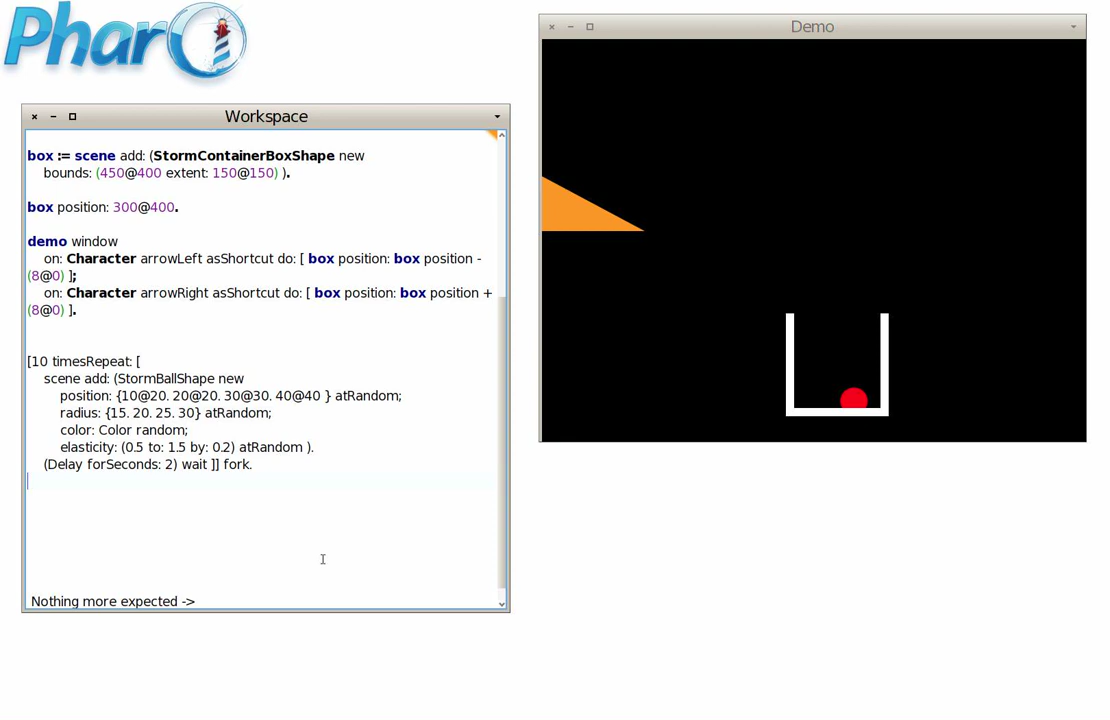 Pharo
Workspace
box := scene add: (StormContainerBoxShape new
bounds: (450@400 extent: 150@150) ).
box position: 300@400.
demo window
on: Character arrowLeft asShortcut do: [ box position: box position -
(8@0) ];
on: Character arrowRight asShortcut do: [ box position: box position +
(8@0) ].
[10 timesRepeat: [
scene add: (StormBallShape new
position: {10@20. 20@20. 30@30. 40@40 } atRandom;
radius: {15. 20. 25. 30} atRandom;
color: Color random;
elasticity: (0.5 to: 1.5 by: 0.2) atRandom ).
(Delay forSeconds: 2) wait ]] fork.
Nothing more expected ->
Demo